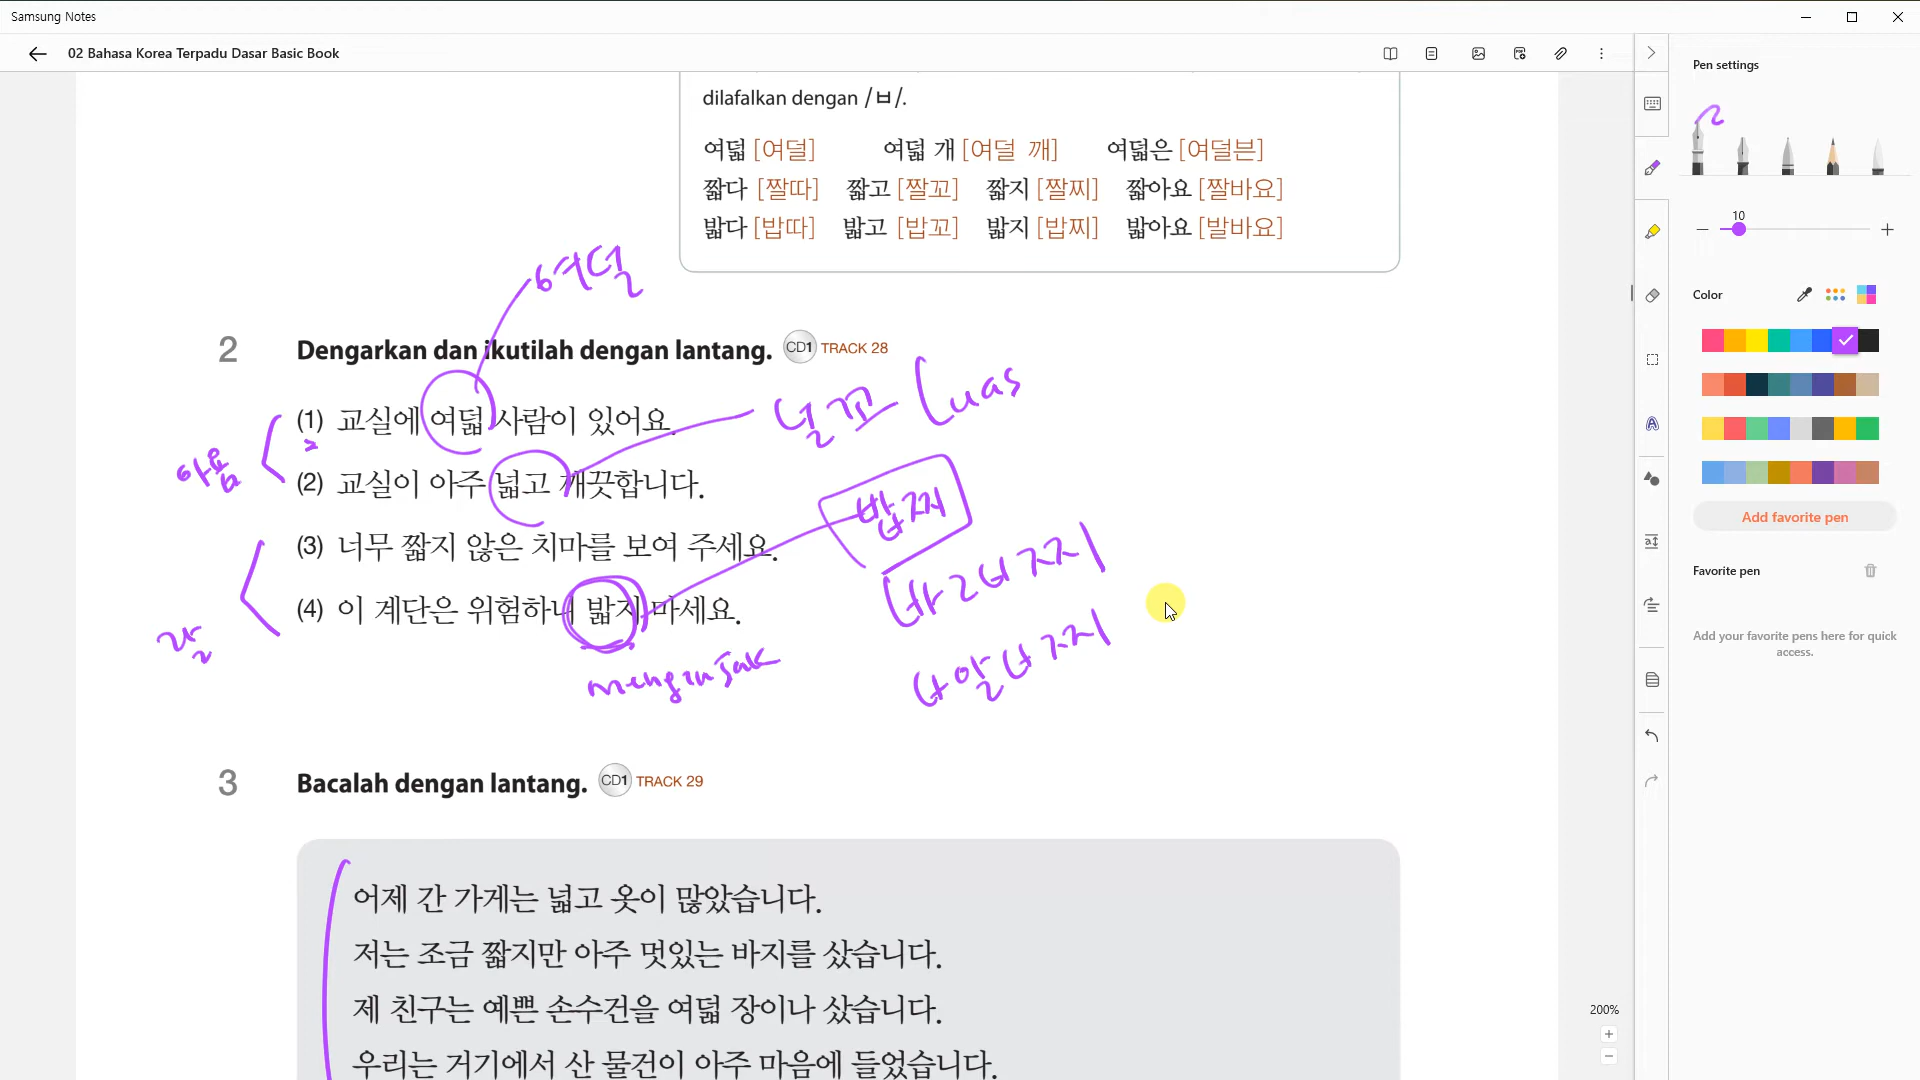 Samsung Notes
02 Bahasa Korea Terpadu Dasar Basic Book
Pen settings
dilafalkan dengan /ㅂ/.
여덟 [여덜] 여덟 개 [여덜 깨] 여덟은 [여덜븐]
짧다 [짤따] 짧고 [짤꼬] 짧지 [짤찌] 짧아요 [짤바요]
밟다 [밥따] 밟고 [밥꼬] 밟지 [밥찌] 밟아요 [발바요]
여덜
2 Dengarkan dan ikutilah dengan lantang. CD1 TRACK 28
널꼬 luas
(1) 교실에 여덟 사람이 있어요.
(2) 교실이 아주 넓고 깨끗합니다.
밥찌
(3) 너무 짧지 않은 치마를 보여 주세요.
(4) 이 계단은 위험하니 밟지 마세요.
menginjak
3 Bacalah dengan lantang. CD1 TRACK 29
어제 간 가게는 넓고 옷이 많았습니다.
저는 조금 짧지만 아주 멋있는 바지를 샀습니다.
제 친구는 예쁜 손수건을 여덟 장이나 샀습니다.
우리는 거기에서 산 물건이 아주 마음에 들었습니다.
10
Color
Add favorite pen
Favorite pen
Add your favorite pens here for quick
access.
200%